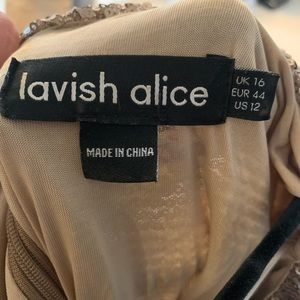 lavish alice
UK 16
EUR 44
US 12
MADE IN CHINA